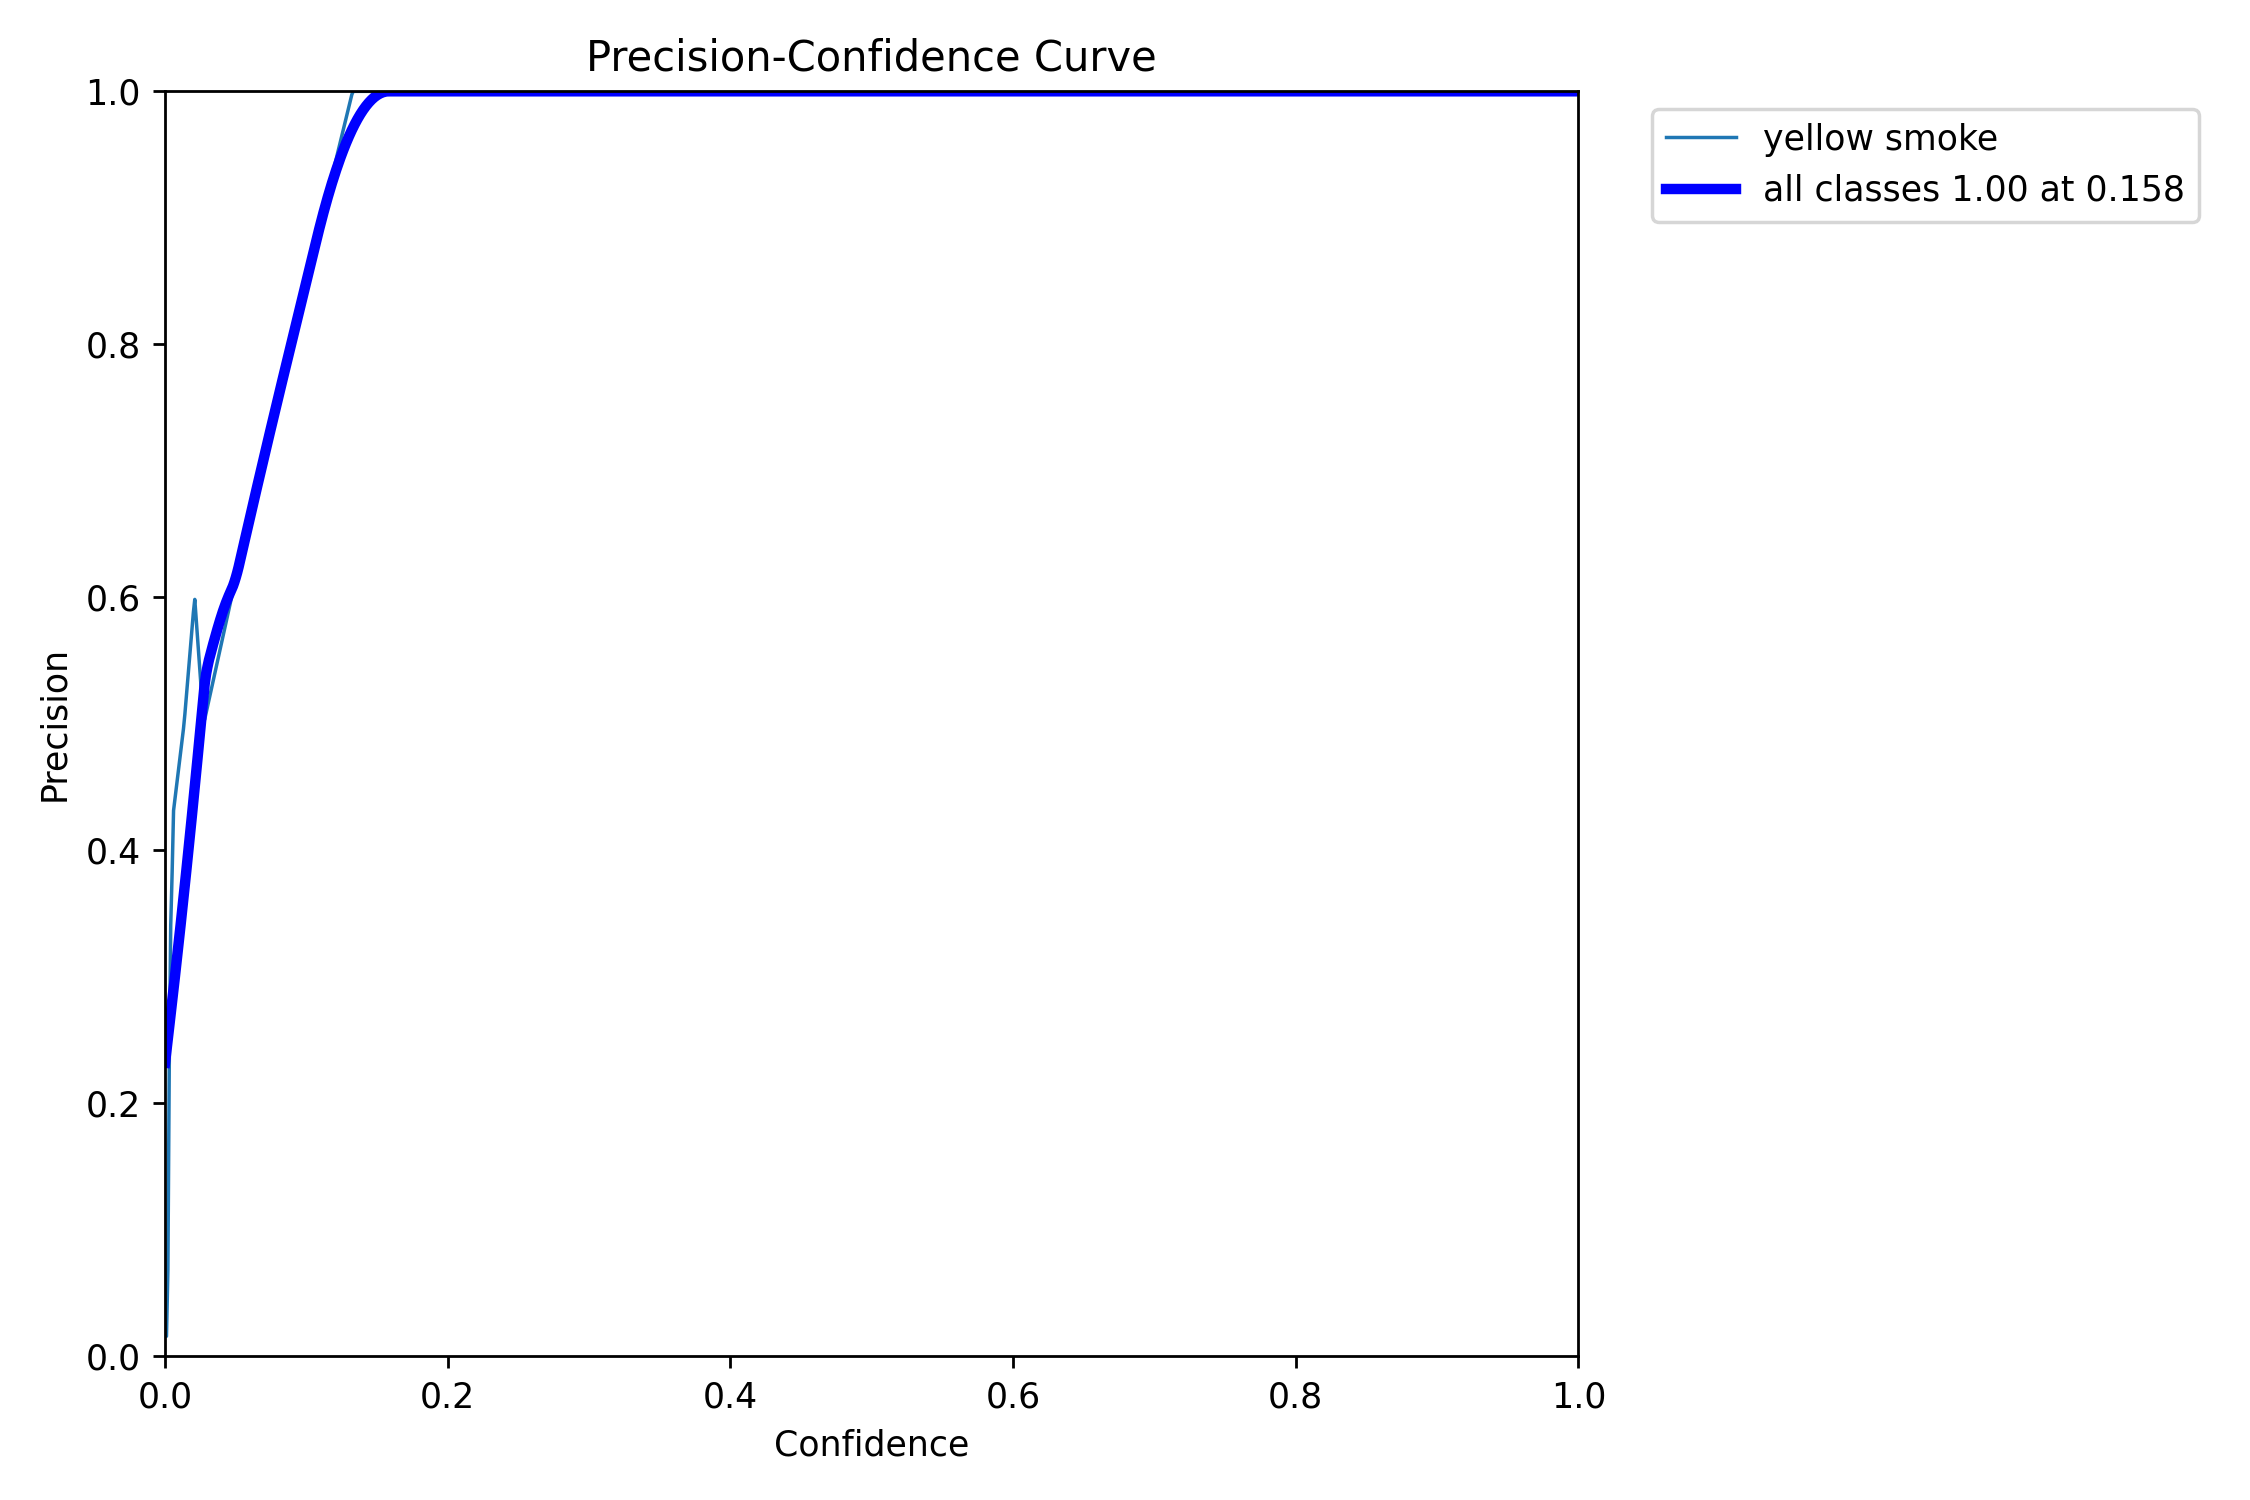 Precision-Confidence Curve
1.0
0.8
0.6
0.4
0.2
0.0
Precision
0.0 0.2 0.4 0.6 0.8 1.0
Confidence
yellow smoke
all classes 1.00 at 0.158